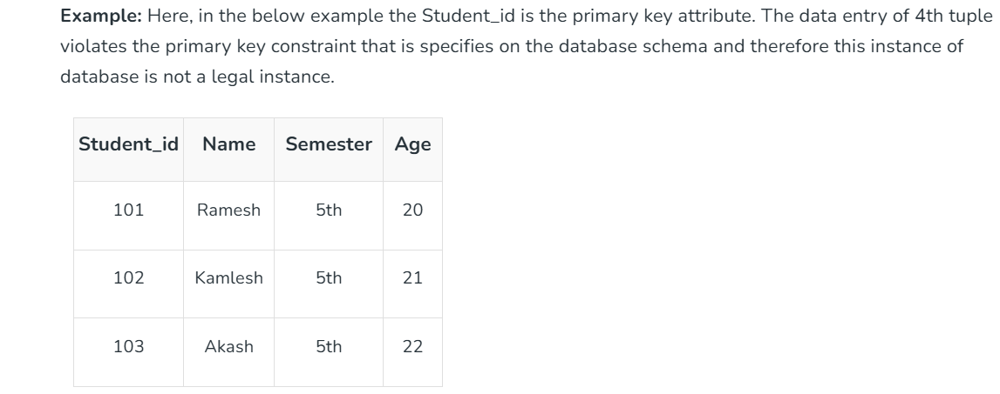 Example: Here, in the below example the Student_id is the primary key attribute. The data entry of 4th tuple
violates the primary key constraint that is specifies on the database schema and therefore this instance of
database is not a legal instance.
Student_id Name Semester Age
101 Ramesh 5th 20
102 Kamlesh 5th 21
103 Akash 5th 22